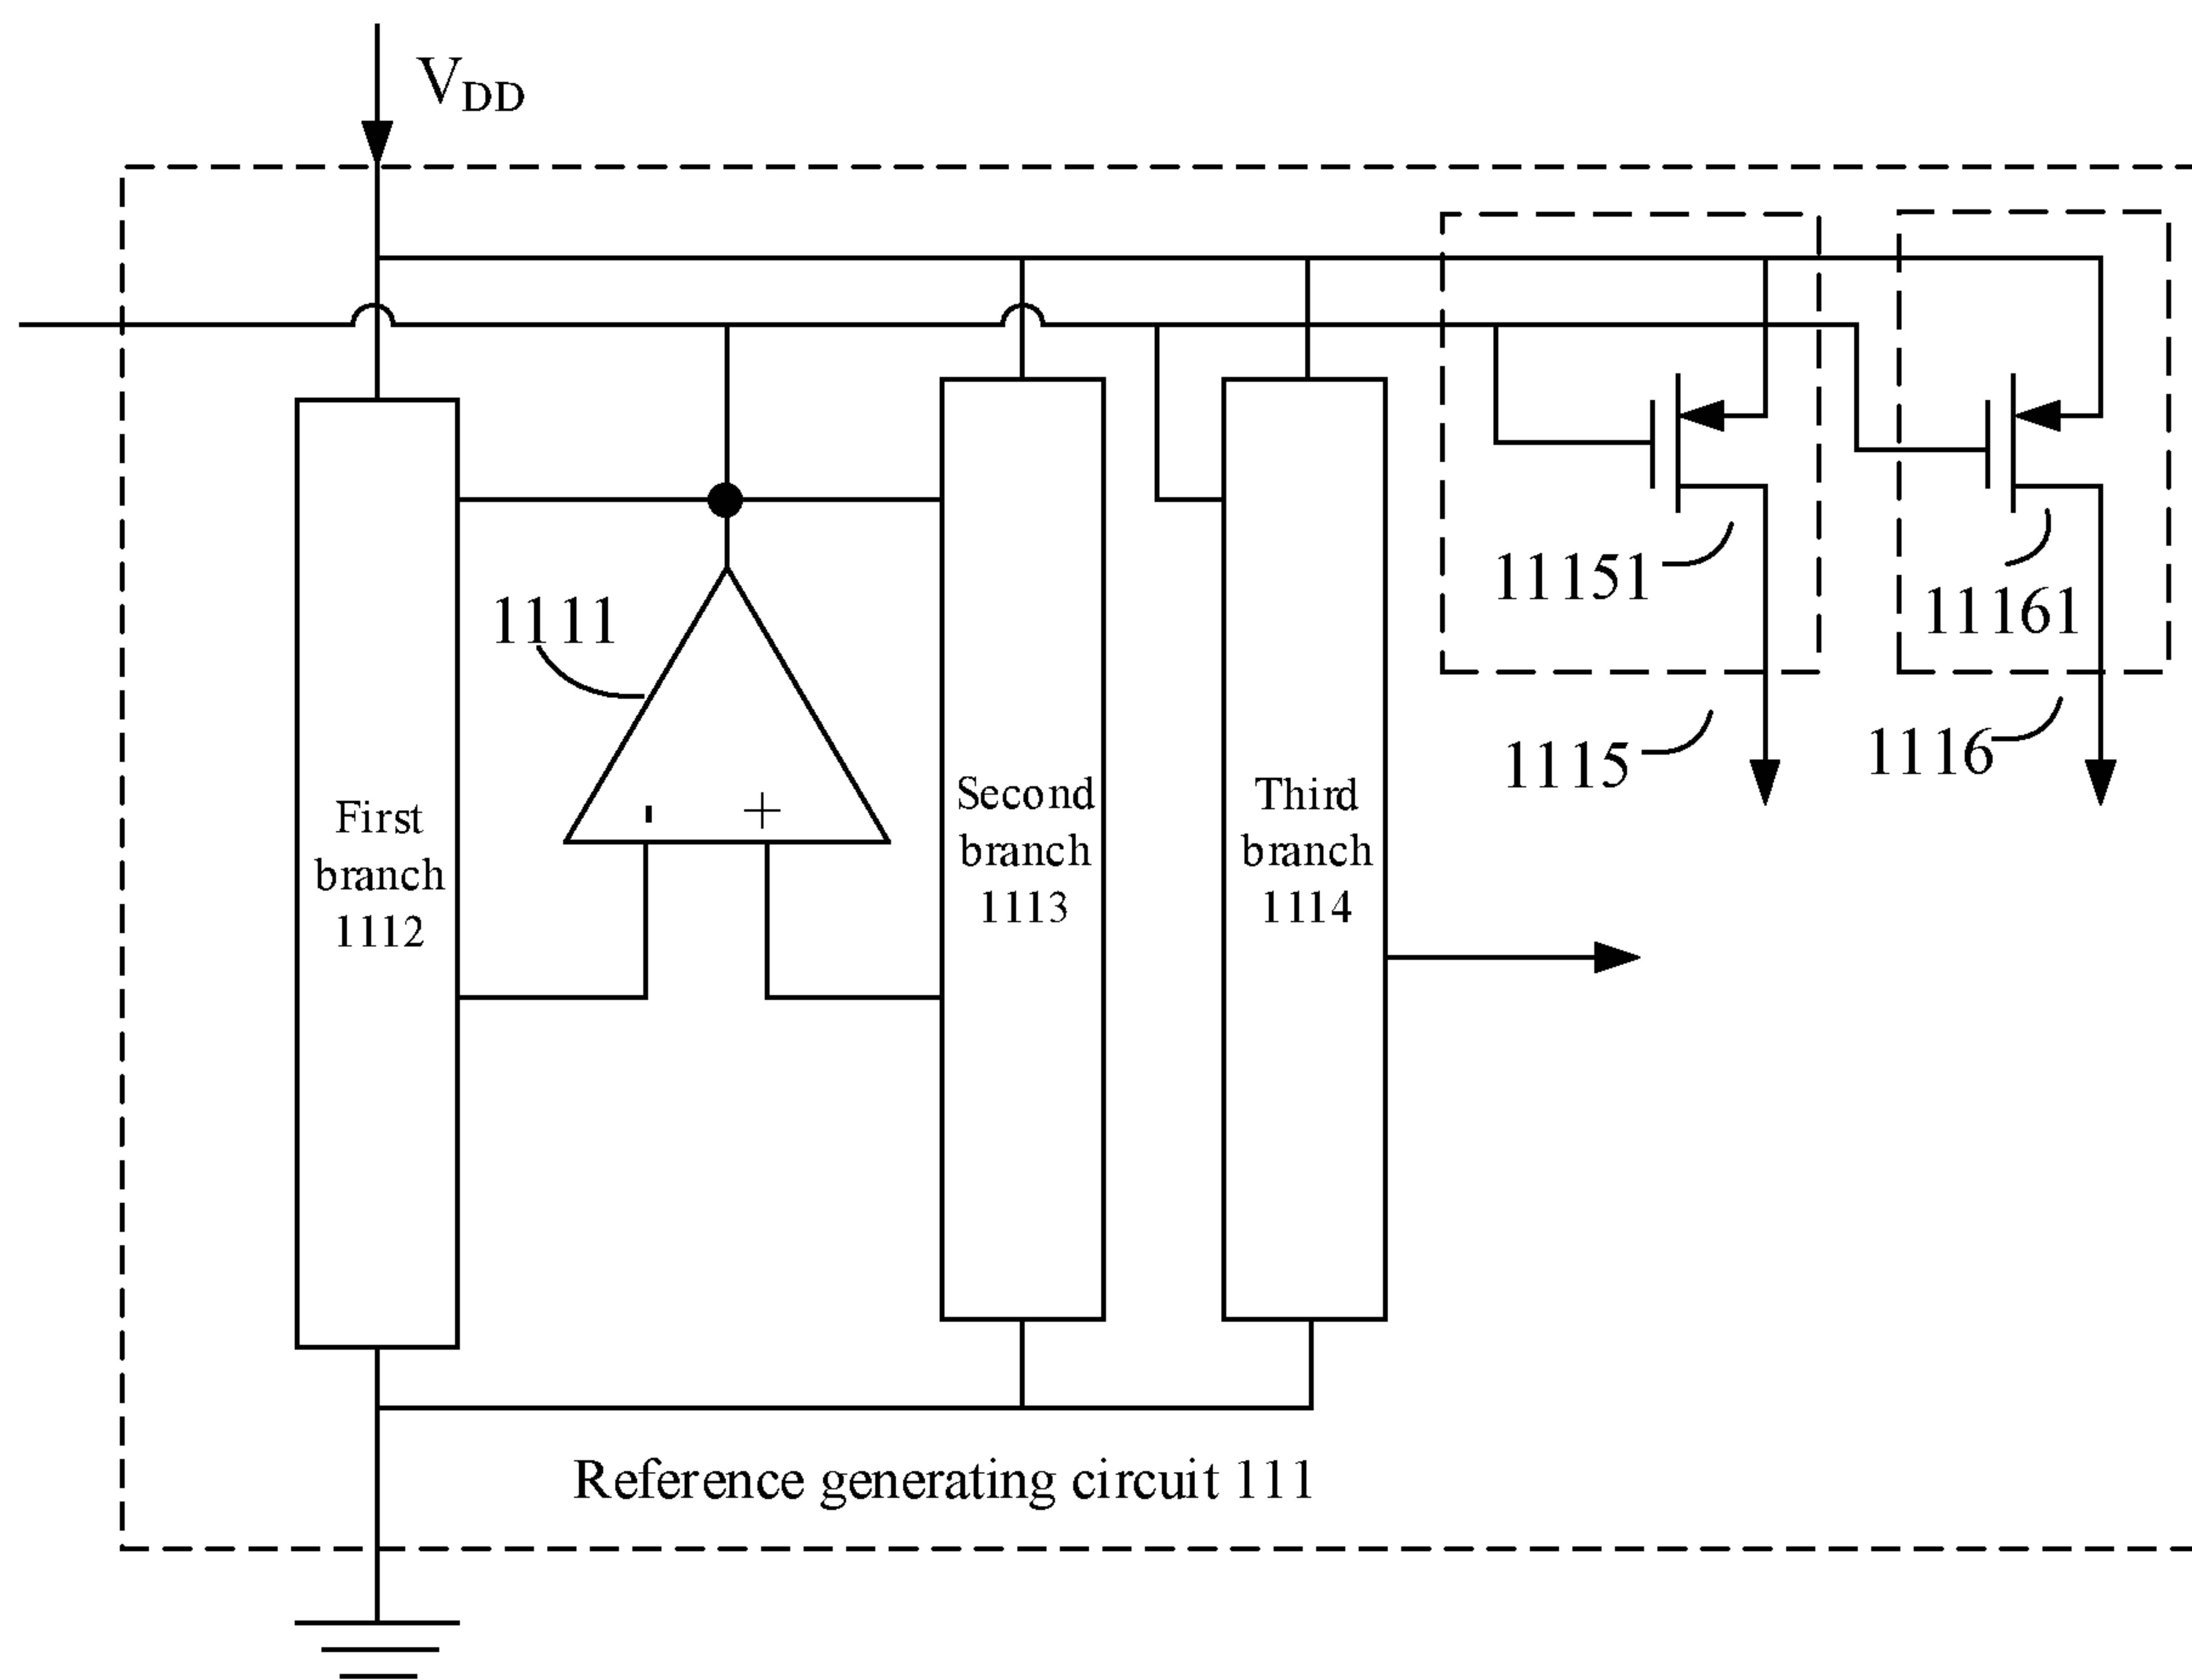 VDD
11151
11161
1111
1115
1116
First
branch
1112
-
+
Second
branch
1113
Third
branch
1114
Reference generating circuit 111